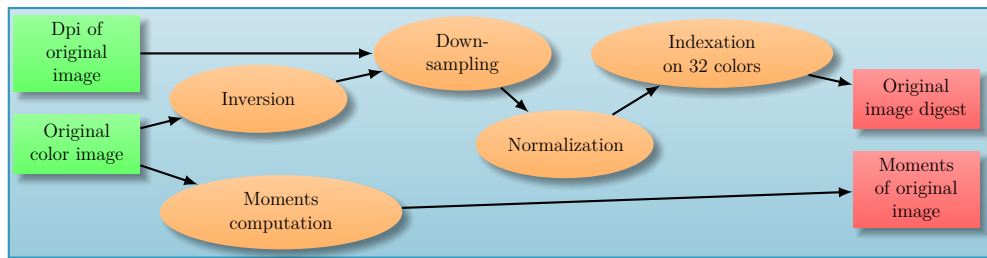 Dpi of
original
image
Original
color image
Inversion
Moments
computation
Down-
sampling
Normalization
Indexation
on 32 colors
Original
image digest
Moments
of original
image